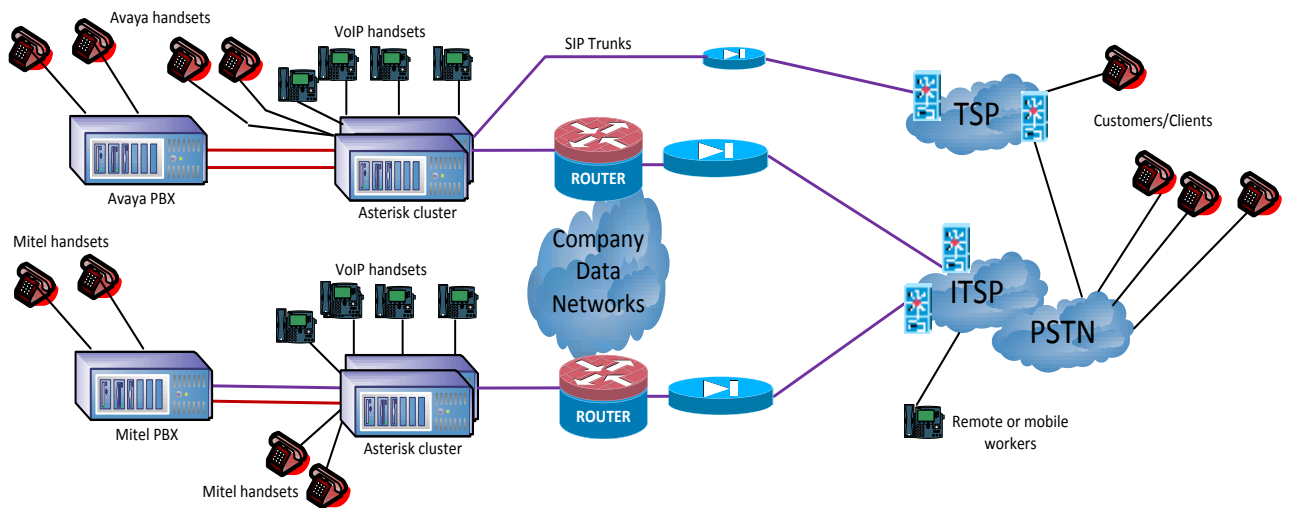 Avaya handsets
VoIP handsets
SIP Trunks
TSP
Customers/Clients
ROUTER
Avaya PBX
Asterisk cluster
Mitel handsets
VoIP handsets
Company
Data
Networks
ITSP
PSTN
ROUTER
Mitel PBX
Asterisk cluster
Mitel handsets
Remote or mobile
workers